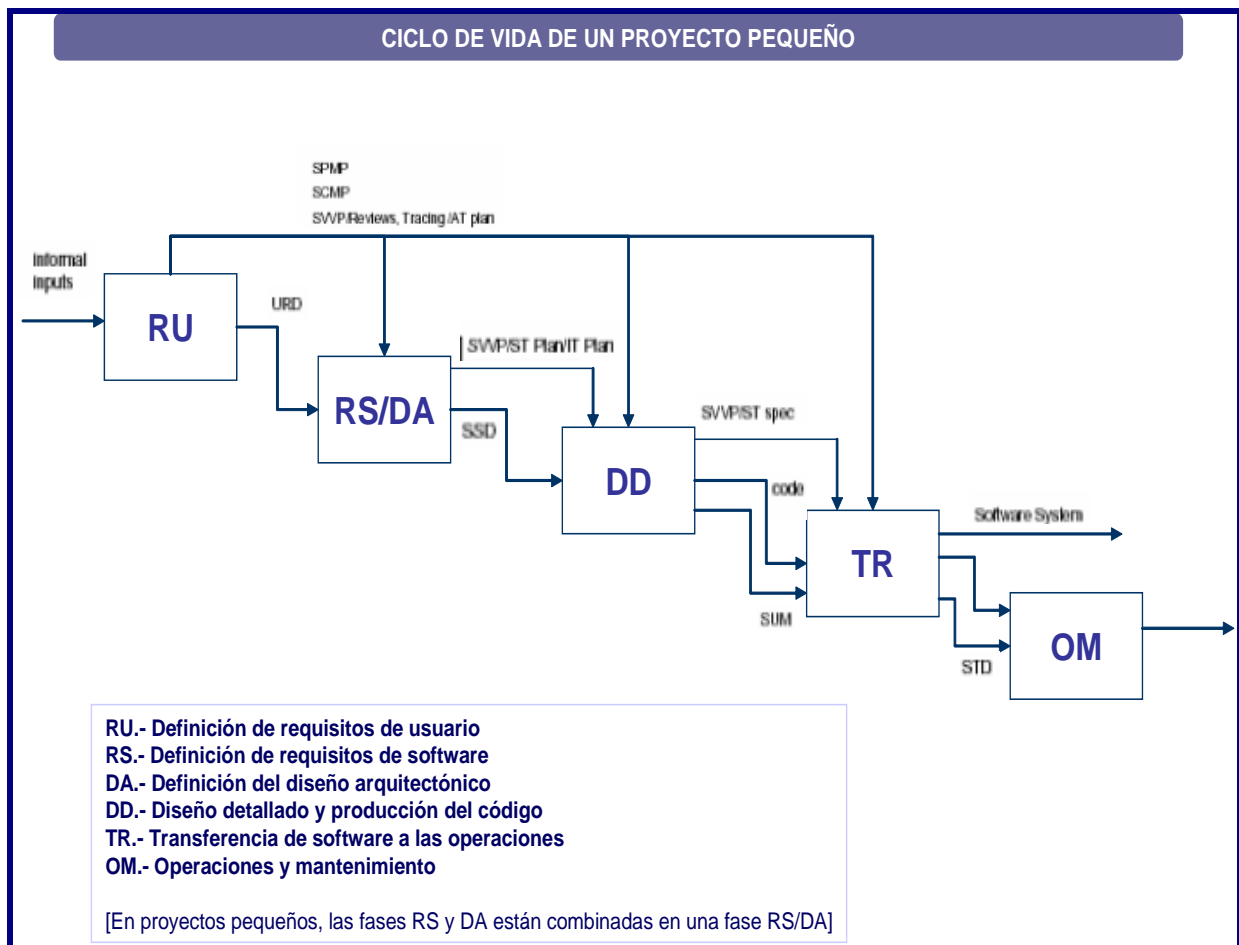 CICLO DE VIDA DE UN PROYECTO PEQUEÑO
SPMP
SCMP
SVVP/Reviews, Tracing /AT plan
informal
inputs
RU
URD
SVVP/ST Plan/IT Plan
RS/DA
SSD
SVVP/ST spec
DD
code
Software System
TR
SUM
OM
STD
RU.- Definición de requisitos de usuario
RS.- Definición de requisitos de software
DA.- Definición del diseño arquitectónico
DD.- Diseño detallado y producción del código
TR.- Transferencia de software a las operaciones
OM.- Operaciones y mantenimiento
[En proyectos pequeños, las fases RS y DA están combinadas en una fase RS/DA]